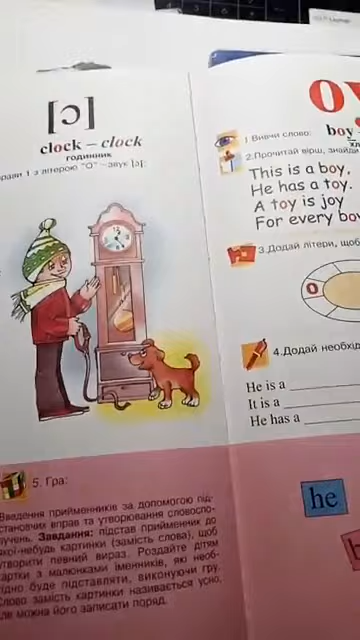 [ɔ]
clock – clock
годинник
прави 1 з літерою "О" – звук [ɔ]:
5. Гра:
Введення прийменників за допомогою під-
становчих вправ та утворювання словоспо-
лучень. Завдання: підстав прийменник до
якої-небудь картинки (замість слова), щоб
утворити певний вираз. Роздайте дітям
картки з малюнками іменників, які необ-
хідно буде підставляти, виконуючи гру.
Слово замість картинки називається усно,
але можна його записати поряд.
1 Вивчи слово: boy
2.Прочитай вірш, знайди
This is a boy,
He has a toy.
A toy is joy
For every boy
3.Додай літери, щоб
О
4.Додай необхід
He is a
It is a
He has a
he